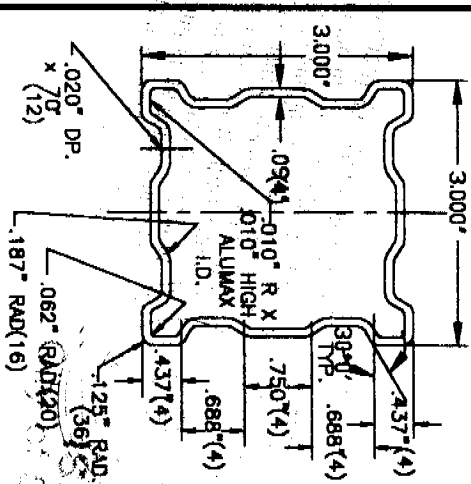 3.000"
3.000"
.020" DP.
x 70°
(12)
.094"
.010" R X
.010" HIGH
ALUMAX
I.D.
30°0'
TYP.
.437"(4)
.688"(4)
.750"(4)
.688"(4)
.437"(4)
.125" RAD
(36)
.062" RAD(20)
.187" RAD(16)